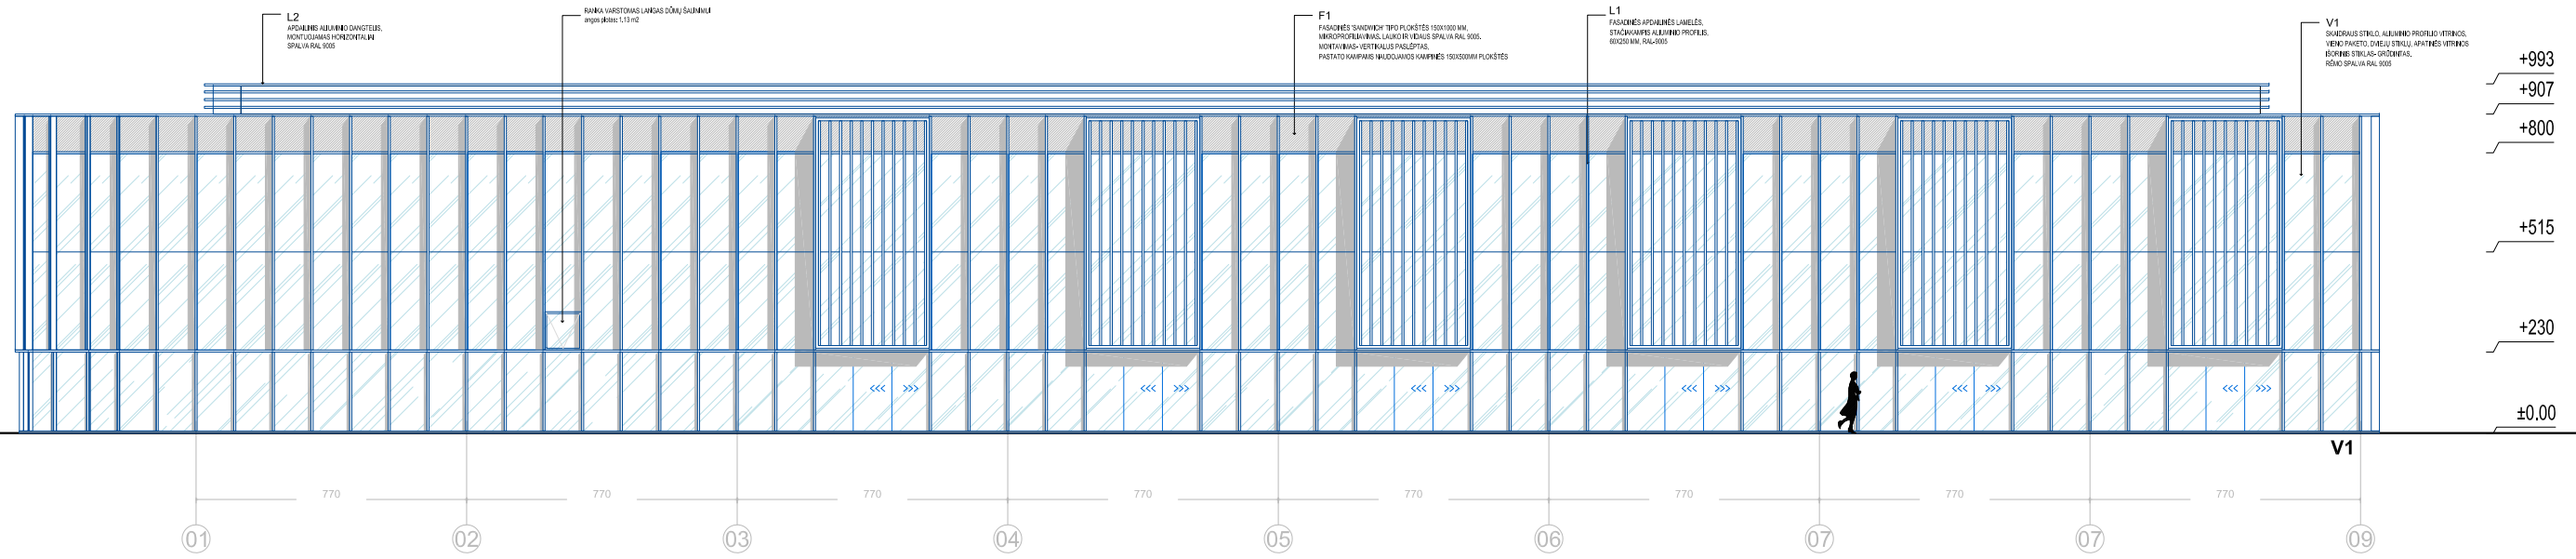 L2
APDAILINIS ALIUMINIO DANGTELIS,
MONTUOJAMAS HORIZONTALIAI
SPALVA RAL 9005
RANKA VARSTOMAS LANGAS DŪMŲ ŠALINIMUI
angos plotas: 1,13 m2
F1
FASADINĖS 'SANDWICH' TIPO PLOKŠTĖS 150X1000 MM,
MIKROPROFILIAVIMAS. LAUKO IR VIDAUS SPALVA RAL 9005.
MONTAVIMAS- VERTIKALUS PASLĖPTAS,
PASTATO KAMPAMS NAUDOJAMOS KAMPINĖS 150X500MM PLOKŠTĖS
L1
FASADINĖS APDAILINĖS LAMELĖS,
STAČIAKAMPIS ALIUMINIO PROFILIS,
60X250 MM, RAL-9005
V1
SKAIDRAUS STIKLO, ALIUMINIO PROFILIO VITRINOS,
VIENO PAKETO, DVIEJŲ STIKLŲ, APATINĖS VITRINOS
IŠORINIS STIKLAS- GRŪDINTAS,
RĖMO SPALVA RAL 9005
+993
+907
+800
+515
+230
±0.00
<<< >>> <<< >>> <<< >>> <<< >>> <<< >>> <<< >>>
V1
770 770 770 770 770 770 770 770
01 02 03 04 05 06 07 07 09